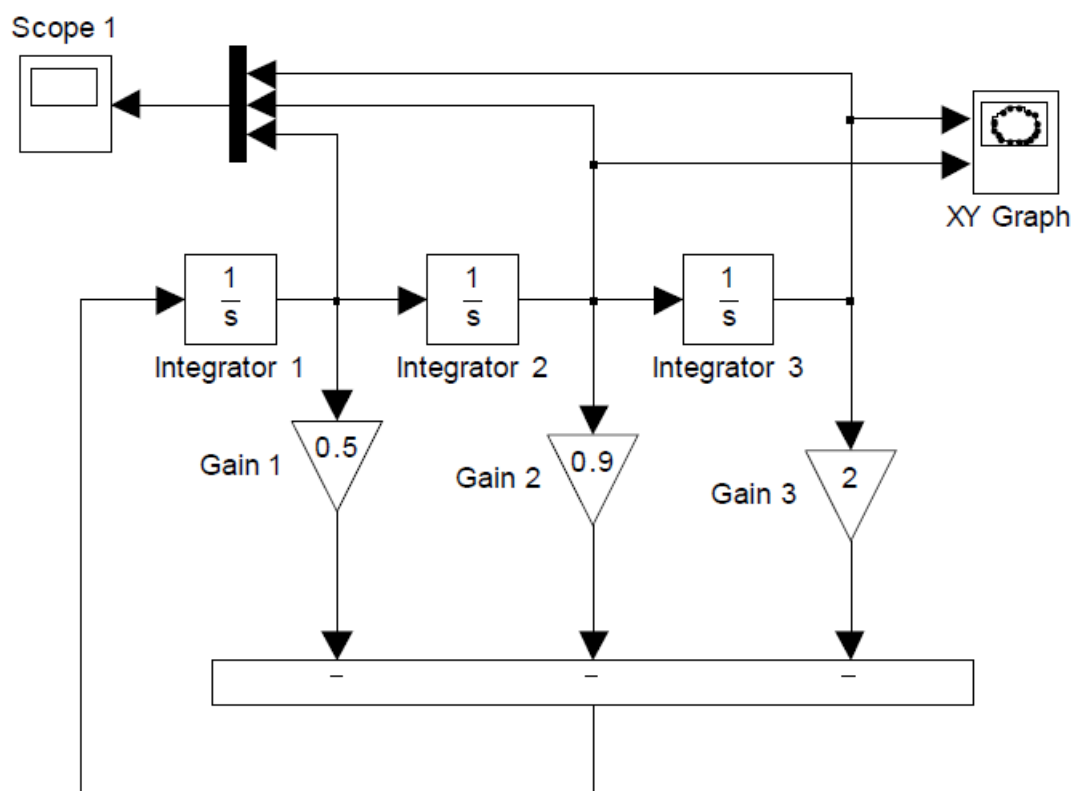 Scope 1
XY Graph
1
s
1
s
1
s
Integrator 1
Integrator 2
Integrator 3
0.5
Gain 1
0.9
Gain 2
2
Gain 3
− − −